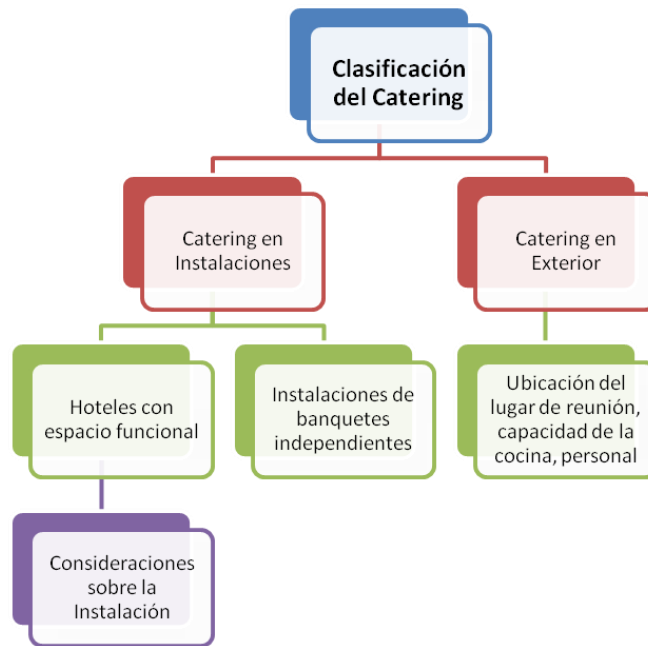 Clasificación
del Catering
Catering en
Instalaciones
Catering en
Exterior
Hoteles con
espacio funcional
Instalaciones de
banquetes
independientes
Ubicación del
lugar de reunión,
capacidad de la
cocina, personal
Consideraciones
sobre la
Instalación